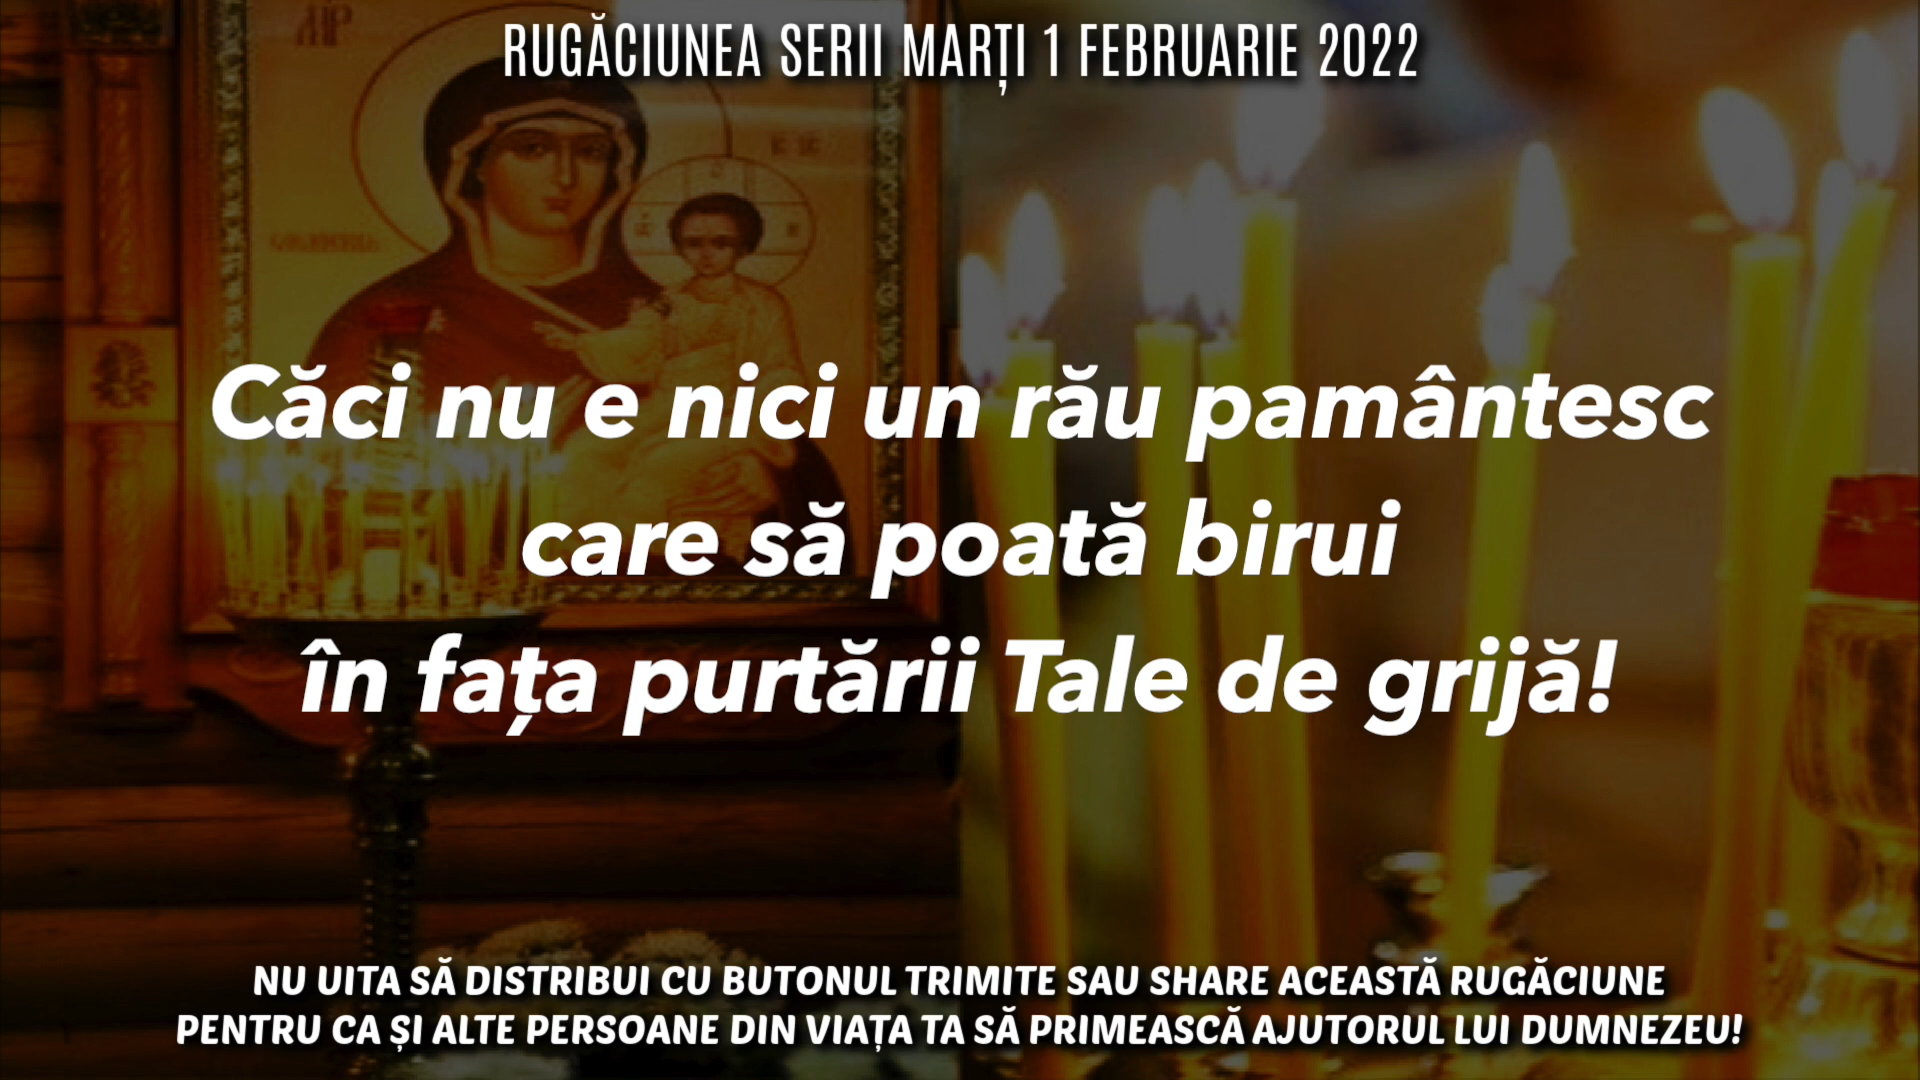 RUGĂCIUNEA SERII MARȚI 1 FEBRUARIE 2022
Căci nu e nici un rău pamântesc
care să poată birui
în fața purtării Tale de grijă!
NU UITA SĂ DISTRIBUI CU BUTONUL TRIMITE SAU SHARE ACEASTĂ RUGĂCIUNE
PENTRU CA ȘI ALTE PERSOANE DIN VIAȚA TA SĂ PRIMEASCĂ AJUTORUL LUI DUMNEZEU!